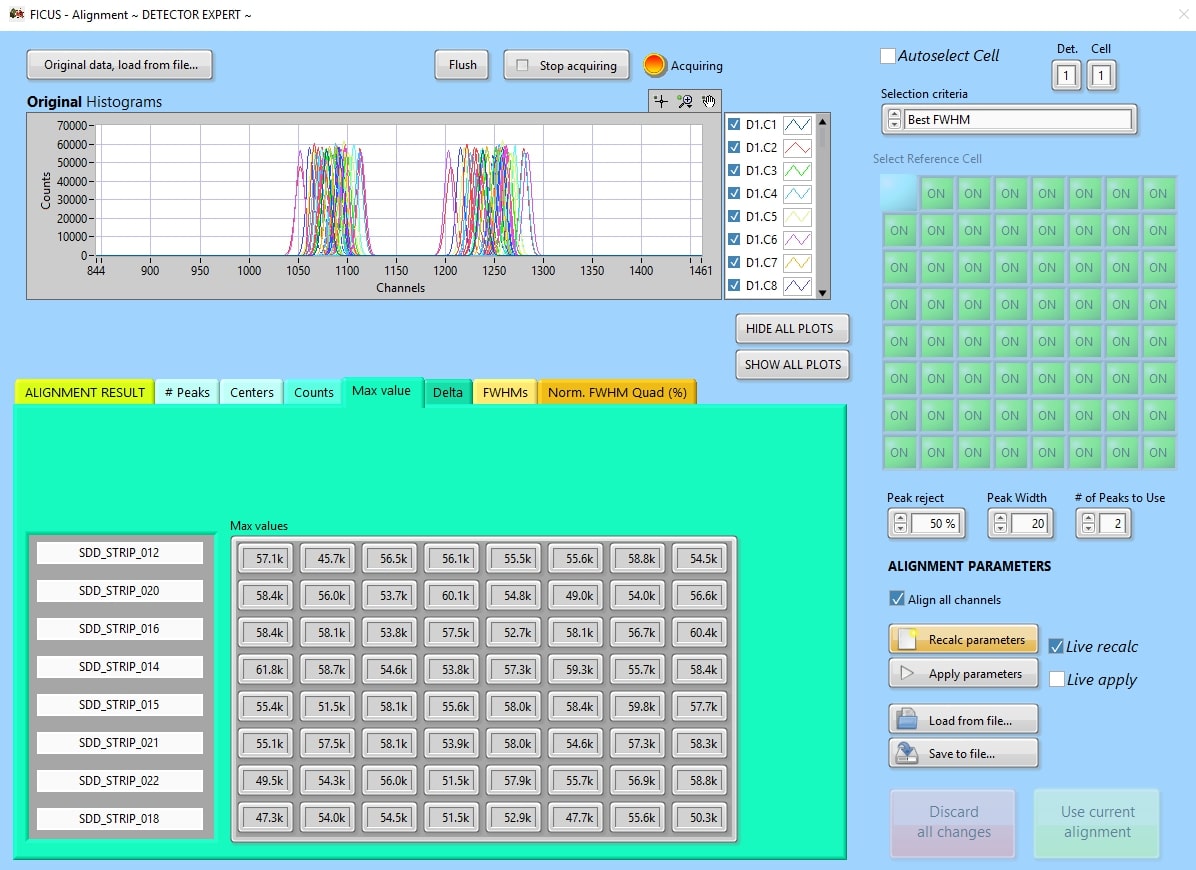 FICUS - Alignment ~ DETECTOR EXPERT ~
Original data, load from file...
Flush
Stop acquiring
Acquiring
Original Histograms
Counts
70000
60000
50000
40000
30000
20000
10000
0
844 900 950 1000 1050 1100 1150 1200 1250 1300 1350 1400 1461
Channels
D1.C1
D1.C2
D1.C3
D1.C4
D1.C5
D1.C6
D1.C7
D1.C8
HIDE ALL PLOTS
SHOW ALL PLOTS
ALIGNMENT RESULT # Peaks Centers Counts Max value Delta FWHMs Norm. FWHM Quad (%)
Max values
SDD_STRIP_012 57.1k 45.7k 56.5k 56.1k 55.5k 55.6k 58.8k 54.5k
SDD_STRIP_020 58.4k 56.0k 53.7k 60.1k 54.8k 49.0k 54.0k 56.6k
SDD_STRIP_016 58.4k 58.1k 53.8k 57.5k 52.7k 58.1k 56.7k 60.4k
SDD_STRIP_014 61.8k 58.7k 54.6k 53.8k 57.3k 59.3k 55.7k 58.4k
SDD_STRIP_015 55.4k 51.5k 58.1k 55.6k 58.0k 58.4k 59.8k 57.7k
SDD_STRIP_021 55.1k 57.5k 58.1k 53.9k 58.0k 54.6k 57.3k 58.3k
SDD_STRIP_022 49.5k 54.3k 56.0k 51.5k 57.9k 55.7k 56.9k 58.8k
SDD_STRIP_018 47.3k 54.0k 54.5k 51.5k 52.9k 47.7k 55.6k 50.3k
Autoselect Cell
Det. Cell
1 1
Selection criteria
Best FWHM
Select Reference Cell
ON ON ON ON ON ON ON
ON ON ON ON ON ON ON ON
ON ON ON ON ON ON ON ON
ON ON ON ON ON ON ON ON
ON ON ON ON ON ON ON ON
ON ON ON ON ON ON ON ON
ON ON ON ON ON ON ON ON
ON ON ON ON ON ON ON ON
Peak reject Peak Width # of Peaks to Use
50 % 20 2
ALIGNMENT PARAMETERS
Align all channels
Recalc parameters
Live recalc
Apply parameters
Live apply
Load from file...
Save to file...
Discard
all changes
Use current
alignment